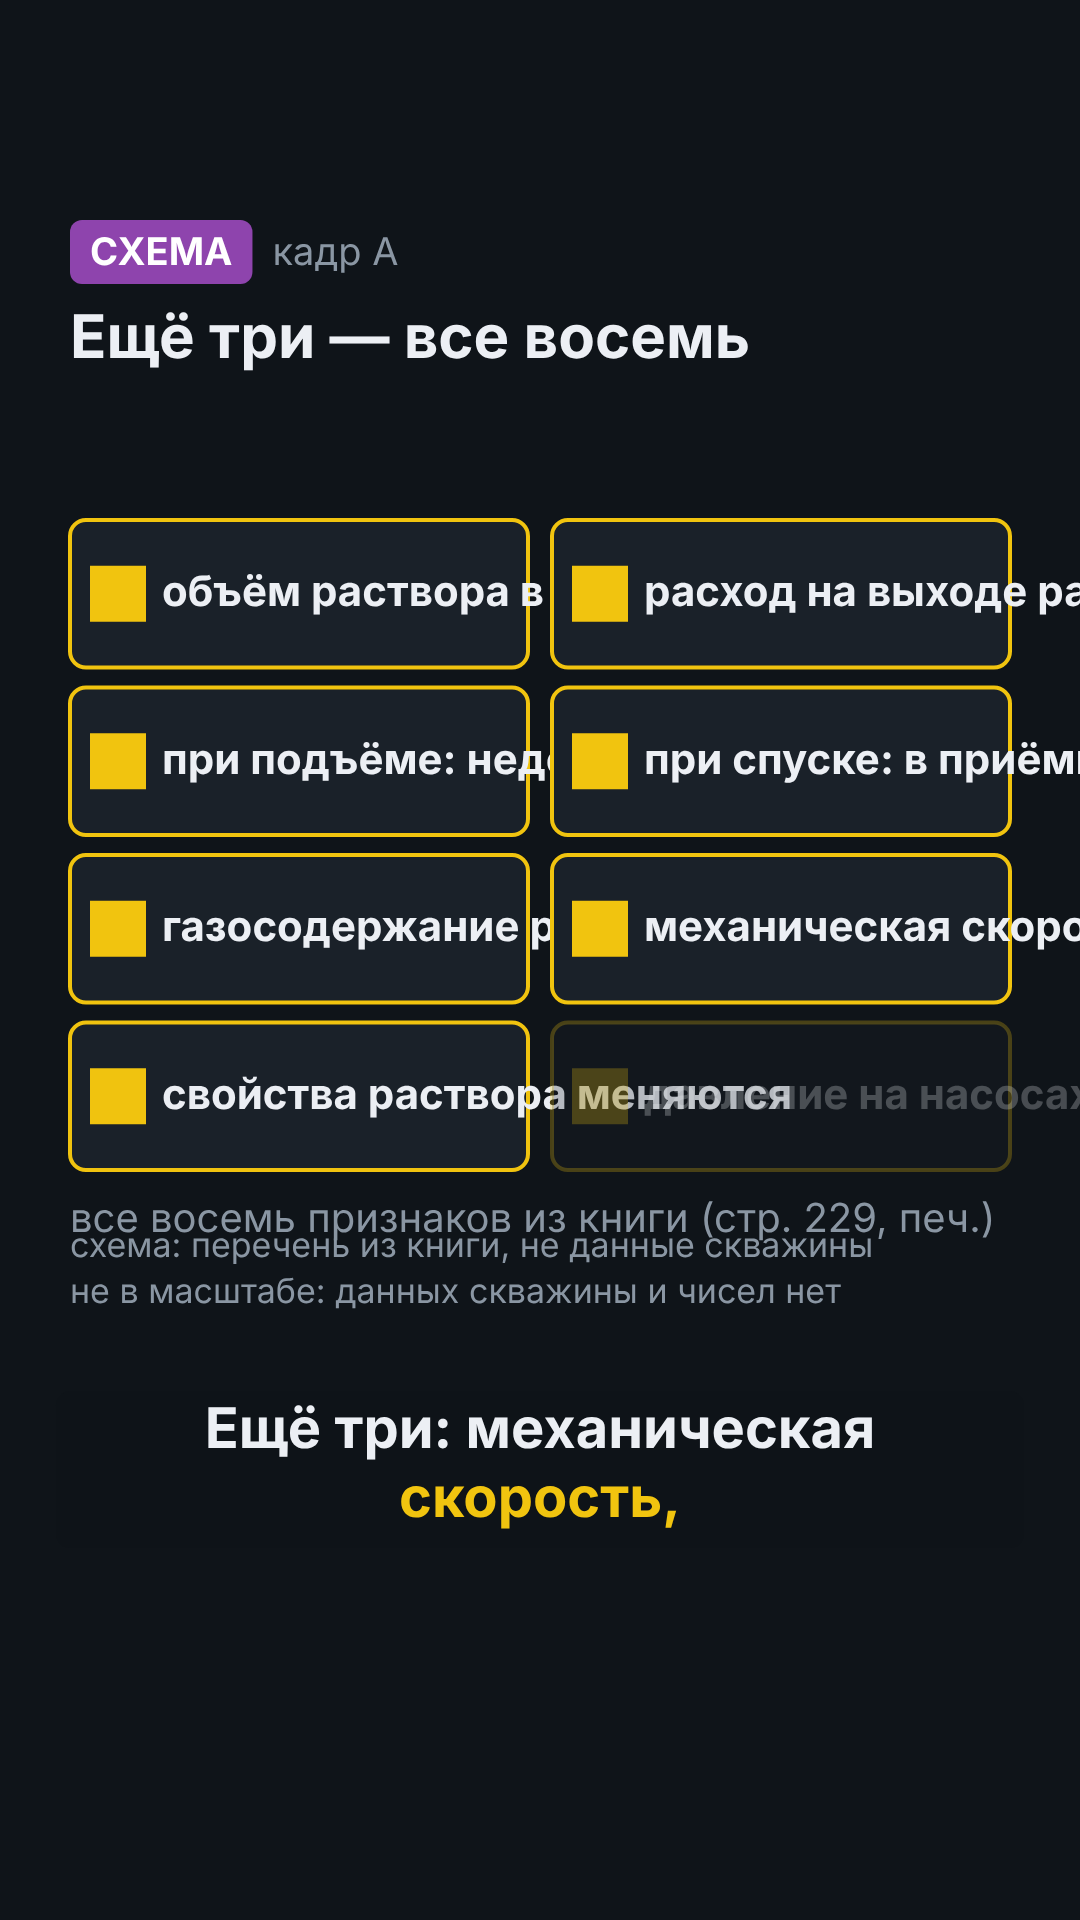 СХЕМА кадр А
Ещё три — все восемь
объём раствора в
расход на выходе ра
при подъёме: нед
при спуске: в приём
газосодержание р
механическая скоро
свойства раствора меняются
на насосах
все восемь признаков из книги (стр. 229, печ.)
схема: перечень из книги, не данные скважины
не в масштабе: данных скважины и чисел нет
Ещё три: механическая
скорость,